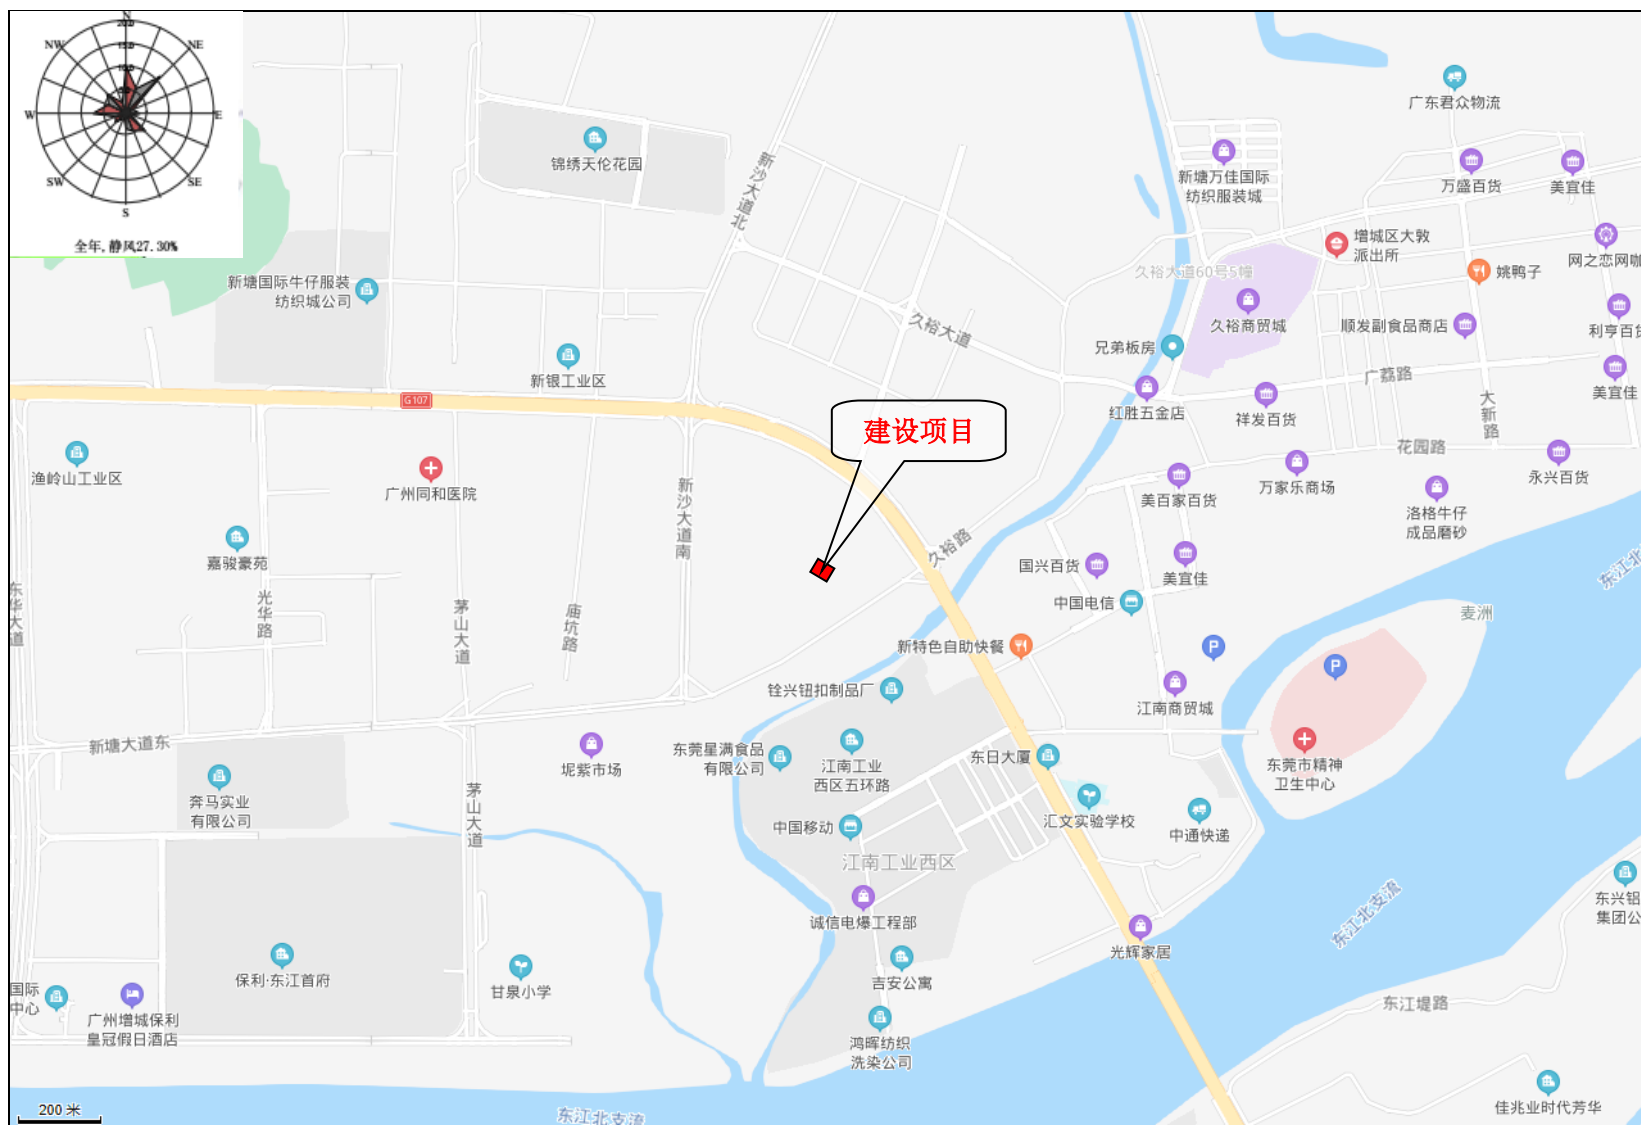 N
20.0
15.0
10.0
NW
NE
W
E
SW
SE
S
全年,静风27.30%
广东君众物流
锦绣天伦花园
新沙大道北
新塘万佳国际
纺织服装城
万盛百货
美宜佳
增城区大敦
派出所
网之恋网咖
久裕大道60号5幢
姚鸭子
新塘国际牛仔服装
纺织城公司
久裕大道
久裕商贸城
顺发副食品商店
利亨百货
兄弟板房
新银工业区
广荔路
G107
红胜五金店
祥发百货
大新路
美宜佳
建设项目
花园路
渔岭山工业区
广州同和医院
新沙大道南
美百家百货
万家乐商场
永兴百货
洛格牛仔
成品磨砂
嘉骏豪苑
久裕路
国兴百货
美宜佳
东江北
东华大道
光华路
茅山大道
庙坑路
中国电信
麦洲
新特色自助快餐
P
P
铨兴钮扣制品厂
江南商贸城
新塘大道东
坭紫市场
东莞星满食品
有限公司
江南工业
西区五环路
东日大厦
东莞市精神
卫生中心
奔马实业
有限公司
茅山大道
中国移动
汇文实验学校
中通快递
江南工业西区
东兴铝
集团公
诚信电爆工程部
东江北支流
光辉家居
保利·东江首府
甘泉小学
吉安公寓
国际
中心
广州增城保利
皇冠假日酒店
东江堤路
鸿晖纺织
洗染公司
佳兆业时代芳华
200 米
东江北支流